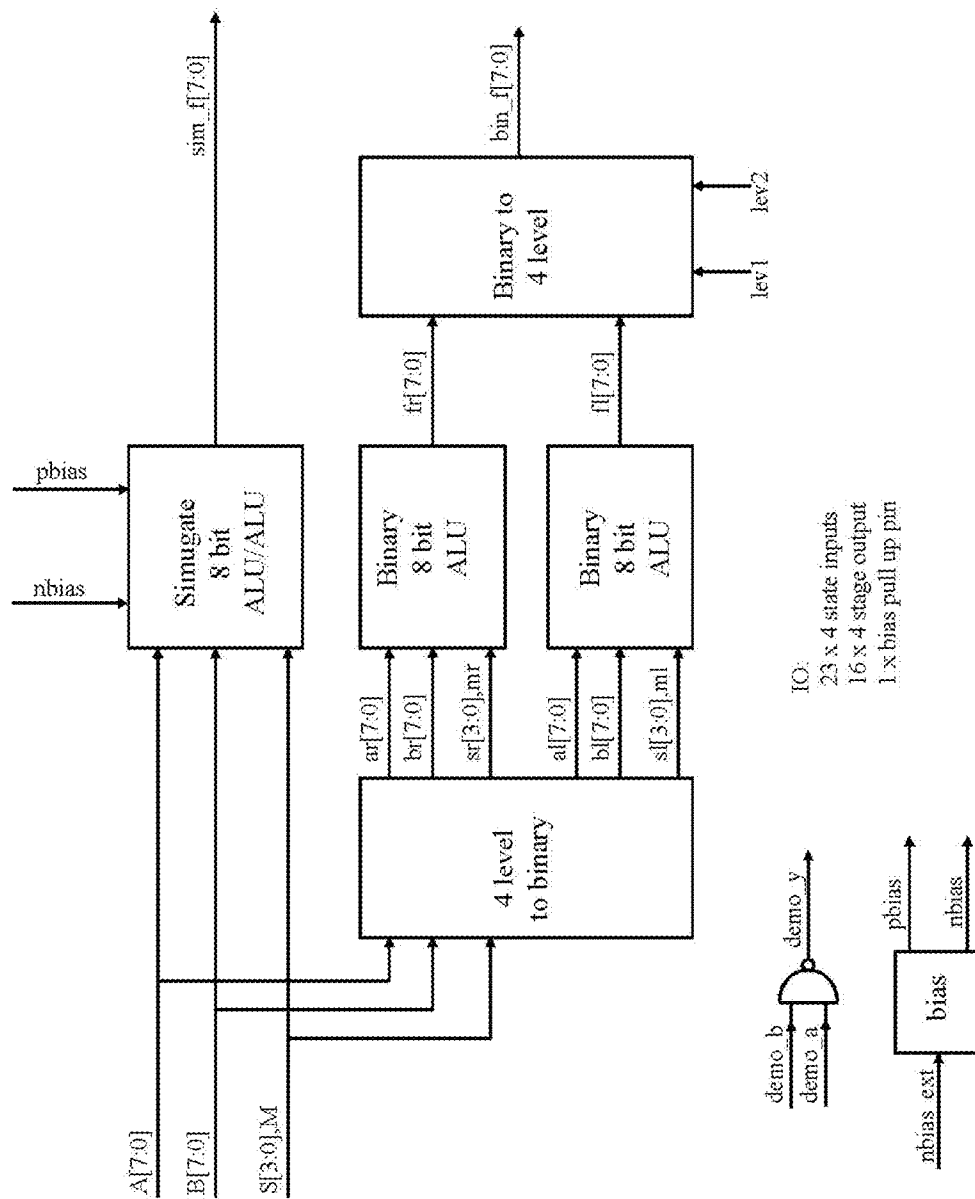 A[7:0]
B[7:0]
S[3:0],M
nbias
pbias
Simugate
8 bit
ALU/ALU
sim_f[7:0]
4 level
to binary
ar[7:0]
br[7:0]
sr[3:0],mr
al[7:0]
bl[7:0]
sl[3:0],ml
Binary
8 bit
ALU
Binary
8 bit
ALU
fr[7:0]
fl[7:0]
Binary to
4 level
lev1
lev2
bin_f[7:0]
demo_b
demo_a
demo_y
nbias_ext
bias
pbias
nbias
IO:
23 x 4 state inputs
16 x 4 stage output
1 x bias pull up pin